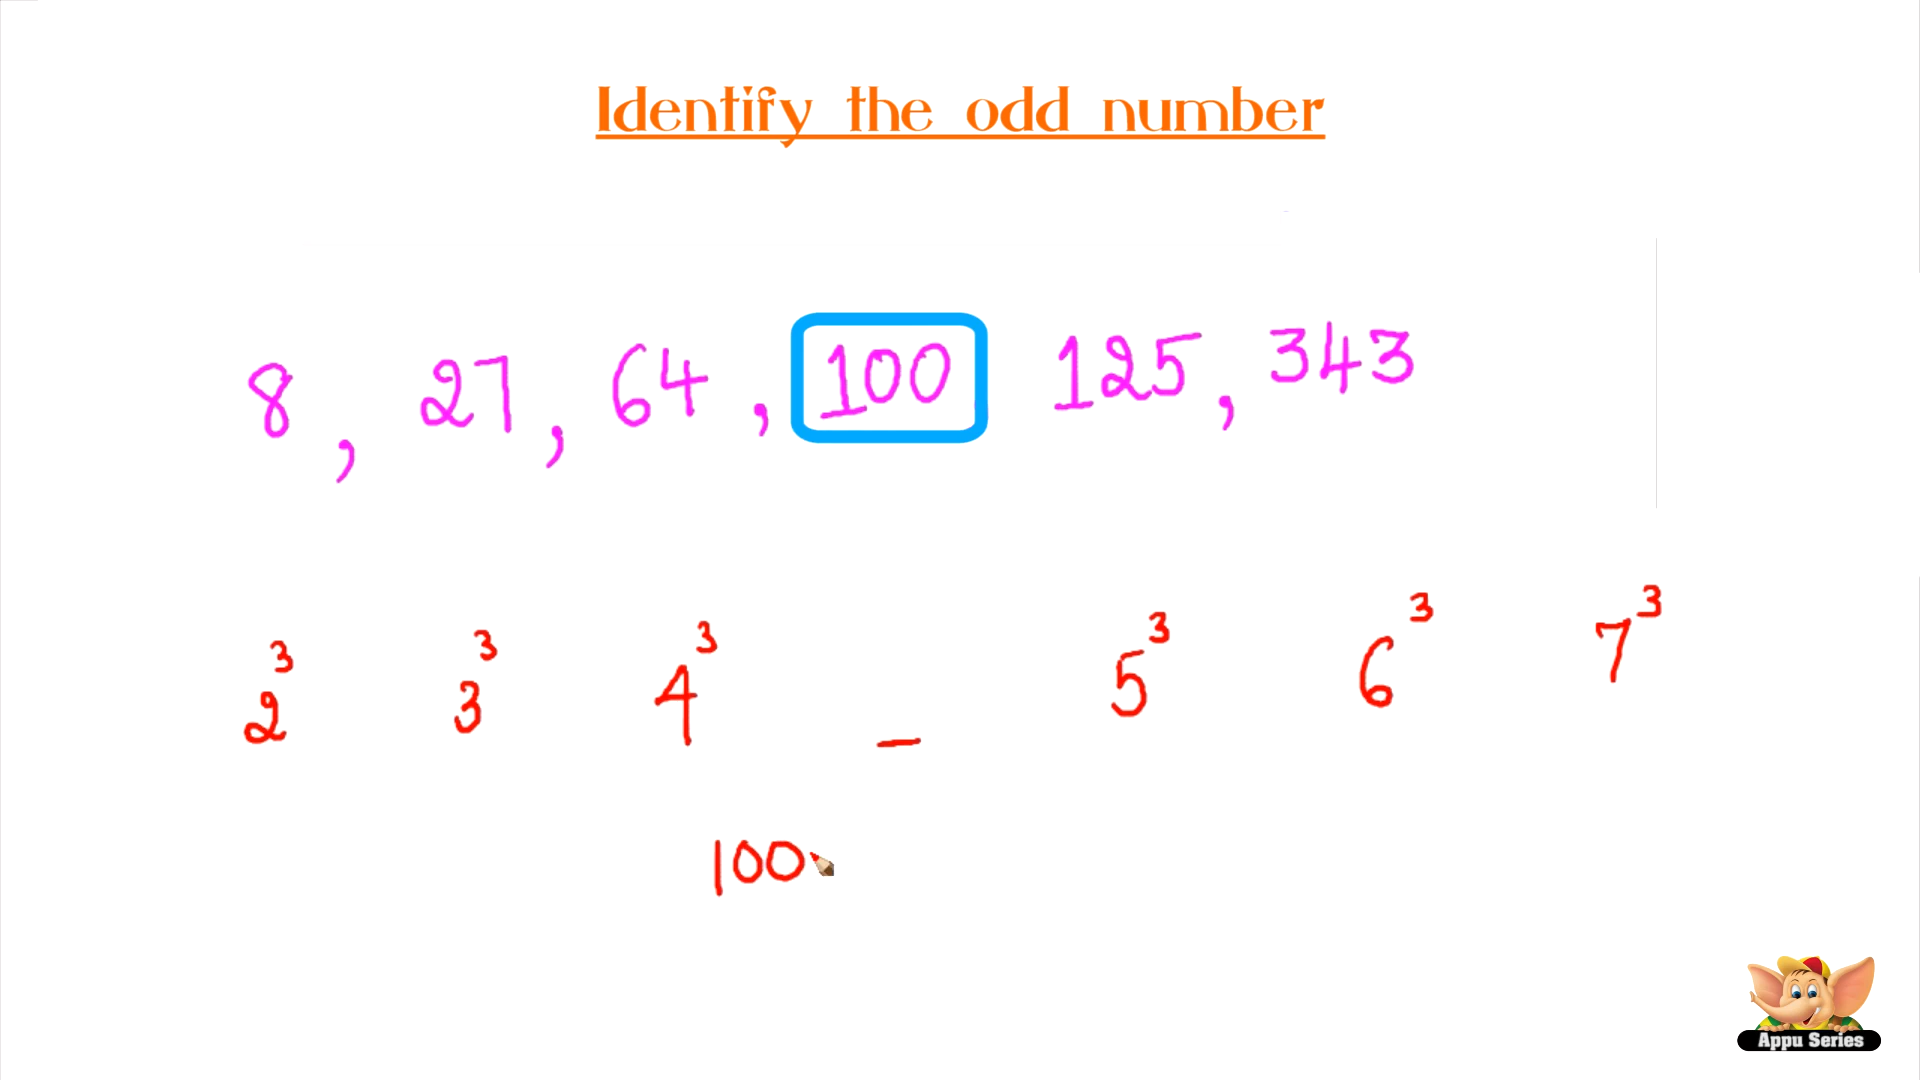 Identify the odd number
8, 27, 64, 100 125, 343
2³ 3³ 4³ _ 5³ 6³ 7³
100
Appu Series